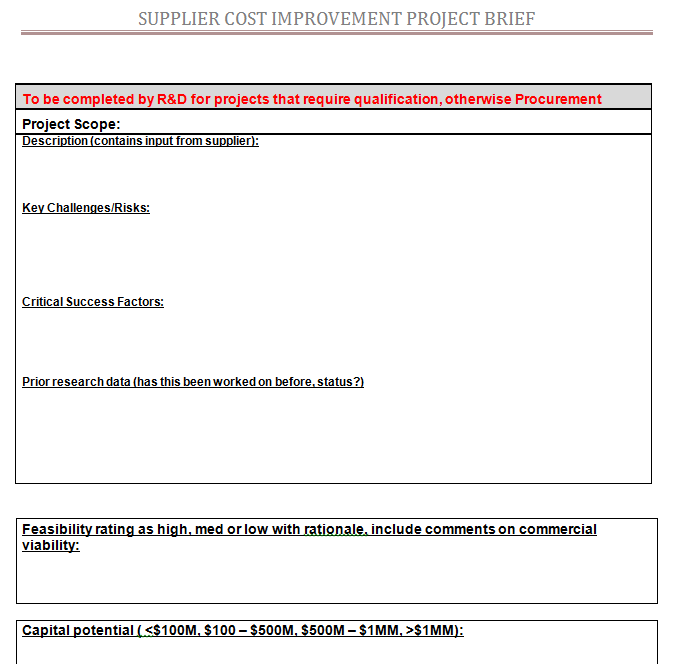 SUPPLIER COST IMPROVEMENT PROJECT BRIEF
To be completed by R&D for projects that require qualification, otherwise Procurement
Project Scope:
Description (contains input from supplier):
Key Challenges/Risks:
Critical Success Factors:
Prior research data (has this been worked on before, status?)
Feasibility rating as high, med or low with rationale, include comments on commercial
viability:
Capital potential ( <$100M, $100 – $500M, $500M – $1MM, >$1MM):